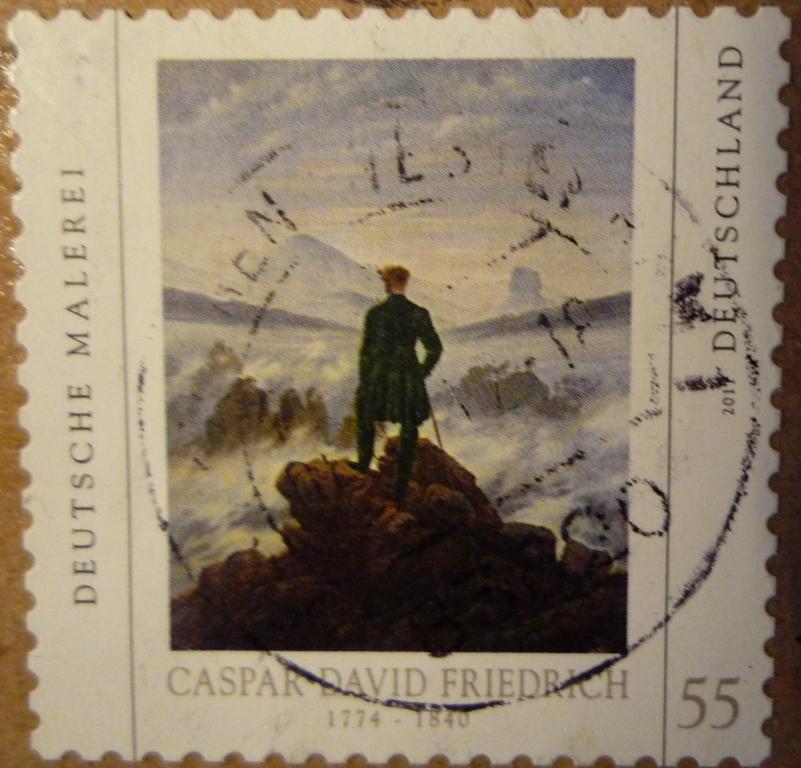 DEUTSCHE MALEREI
DEUTSCHLAND
2011
CASPAR DAVID FRIEDRICH
1774 - 1840
55